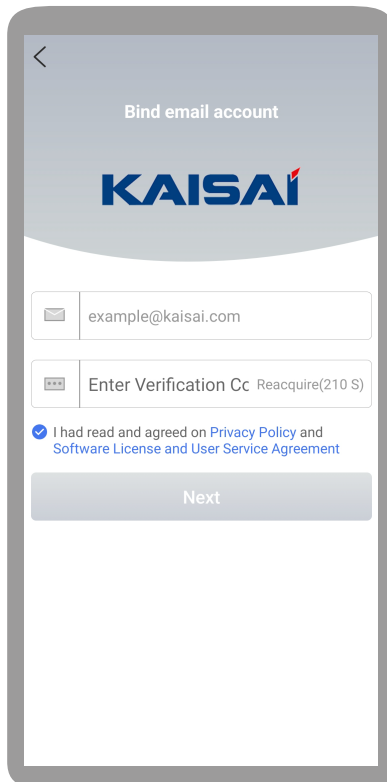 Bind email account
KAISAI
example@kaisai.com
Enter Verification Cc Reacquire(210 S)
I had read and agreed on Privacy Policy and
Software License and User Service Agreement
Next